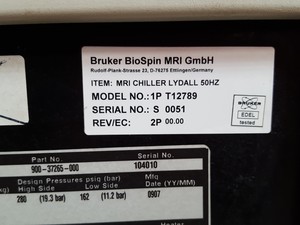 Bruker BioSpin MRI GmbH
Rudolf-Plank-Strasse 23, D-76275 Ettlingen/Germany
ITEM: MRI CHILLER LYDALL 50HZ
MODEL NO.:1P T12789
SERIAL NO.: S 0051
REV/EC: 2P 00.00
BRUKER
EDEL
tested
Part No.
Serial No.
900-37265-000
104010
Design Pressures psig (bar)
Mfg
kg) High Side Low Side Date (YY/MM)
280 (19.3 bar) 162 (11.2 bar) 0907
Heater